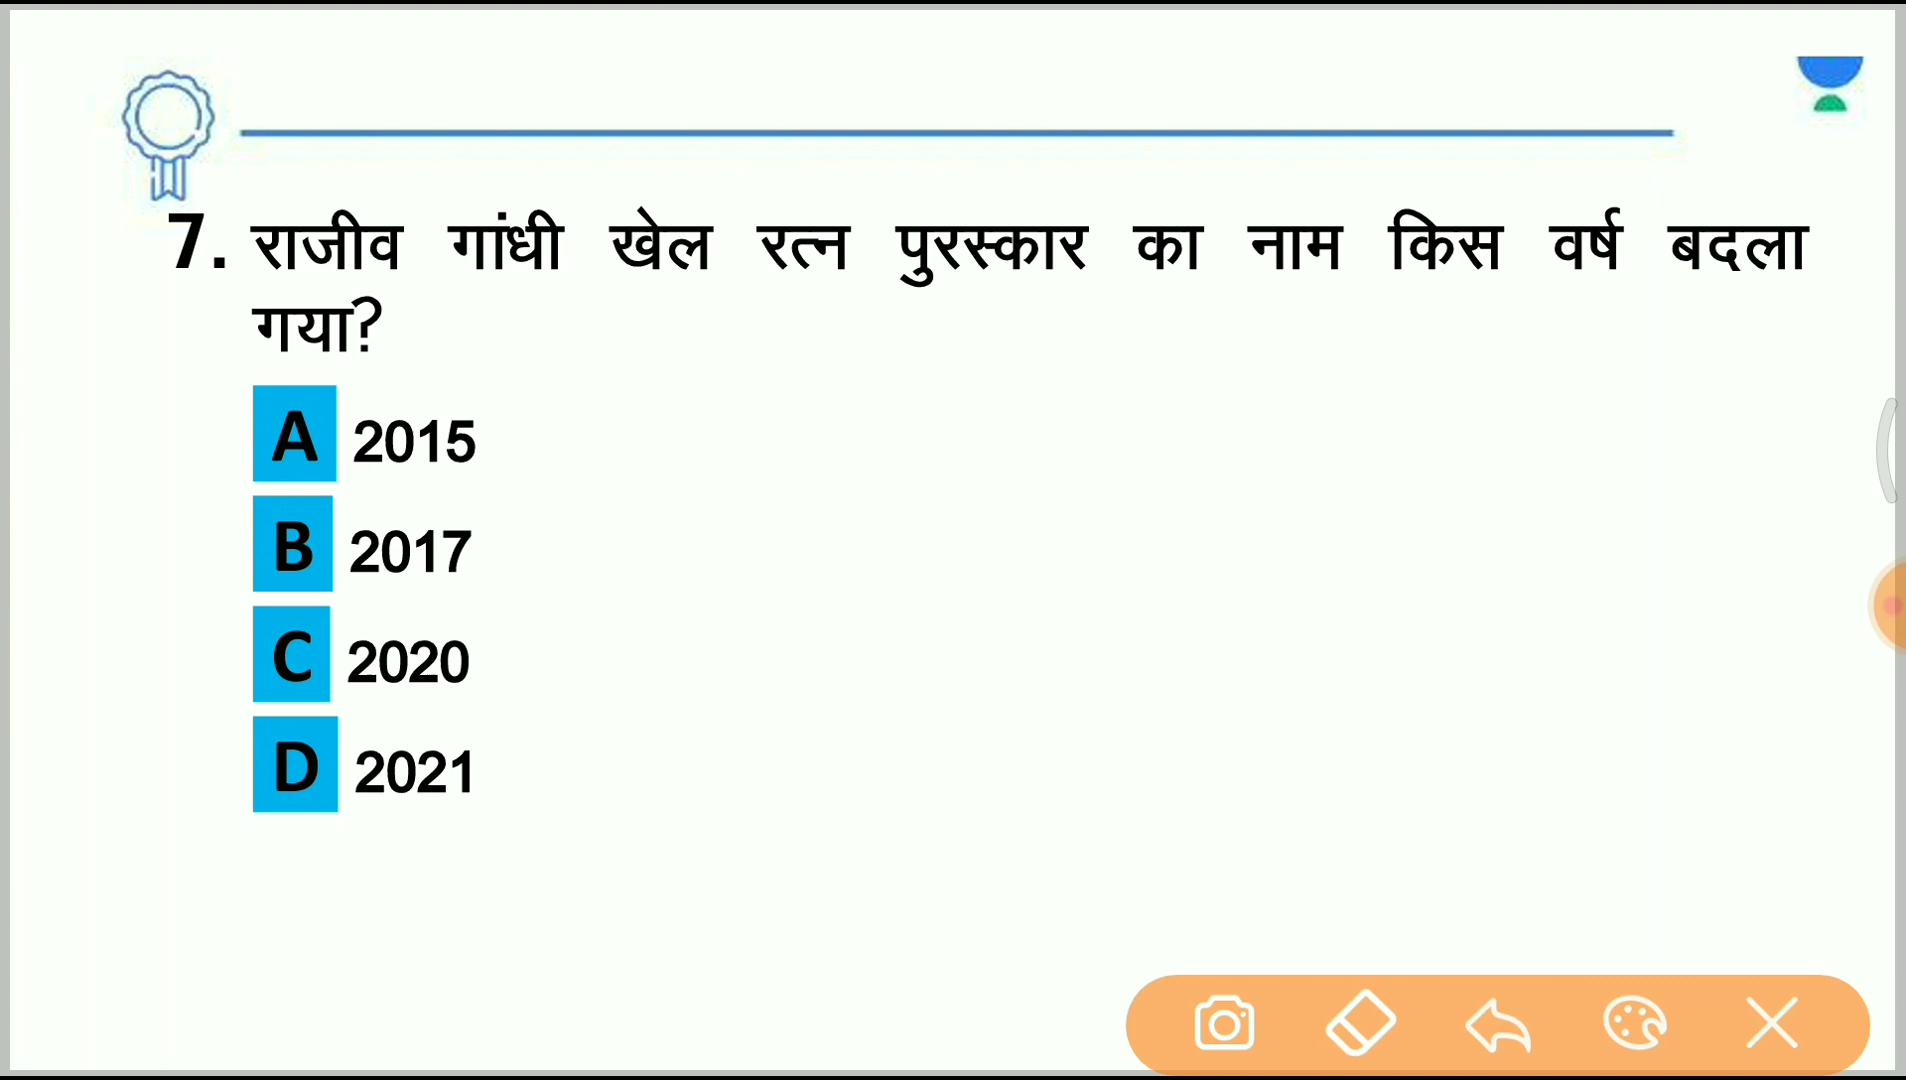 7. राजीव गांधी खेल रत्न पुरस्कार का नाम किस वर्ष बदला
गया?
A 2015
B 2017
C 2020
D 2021